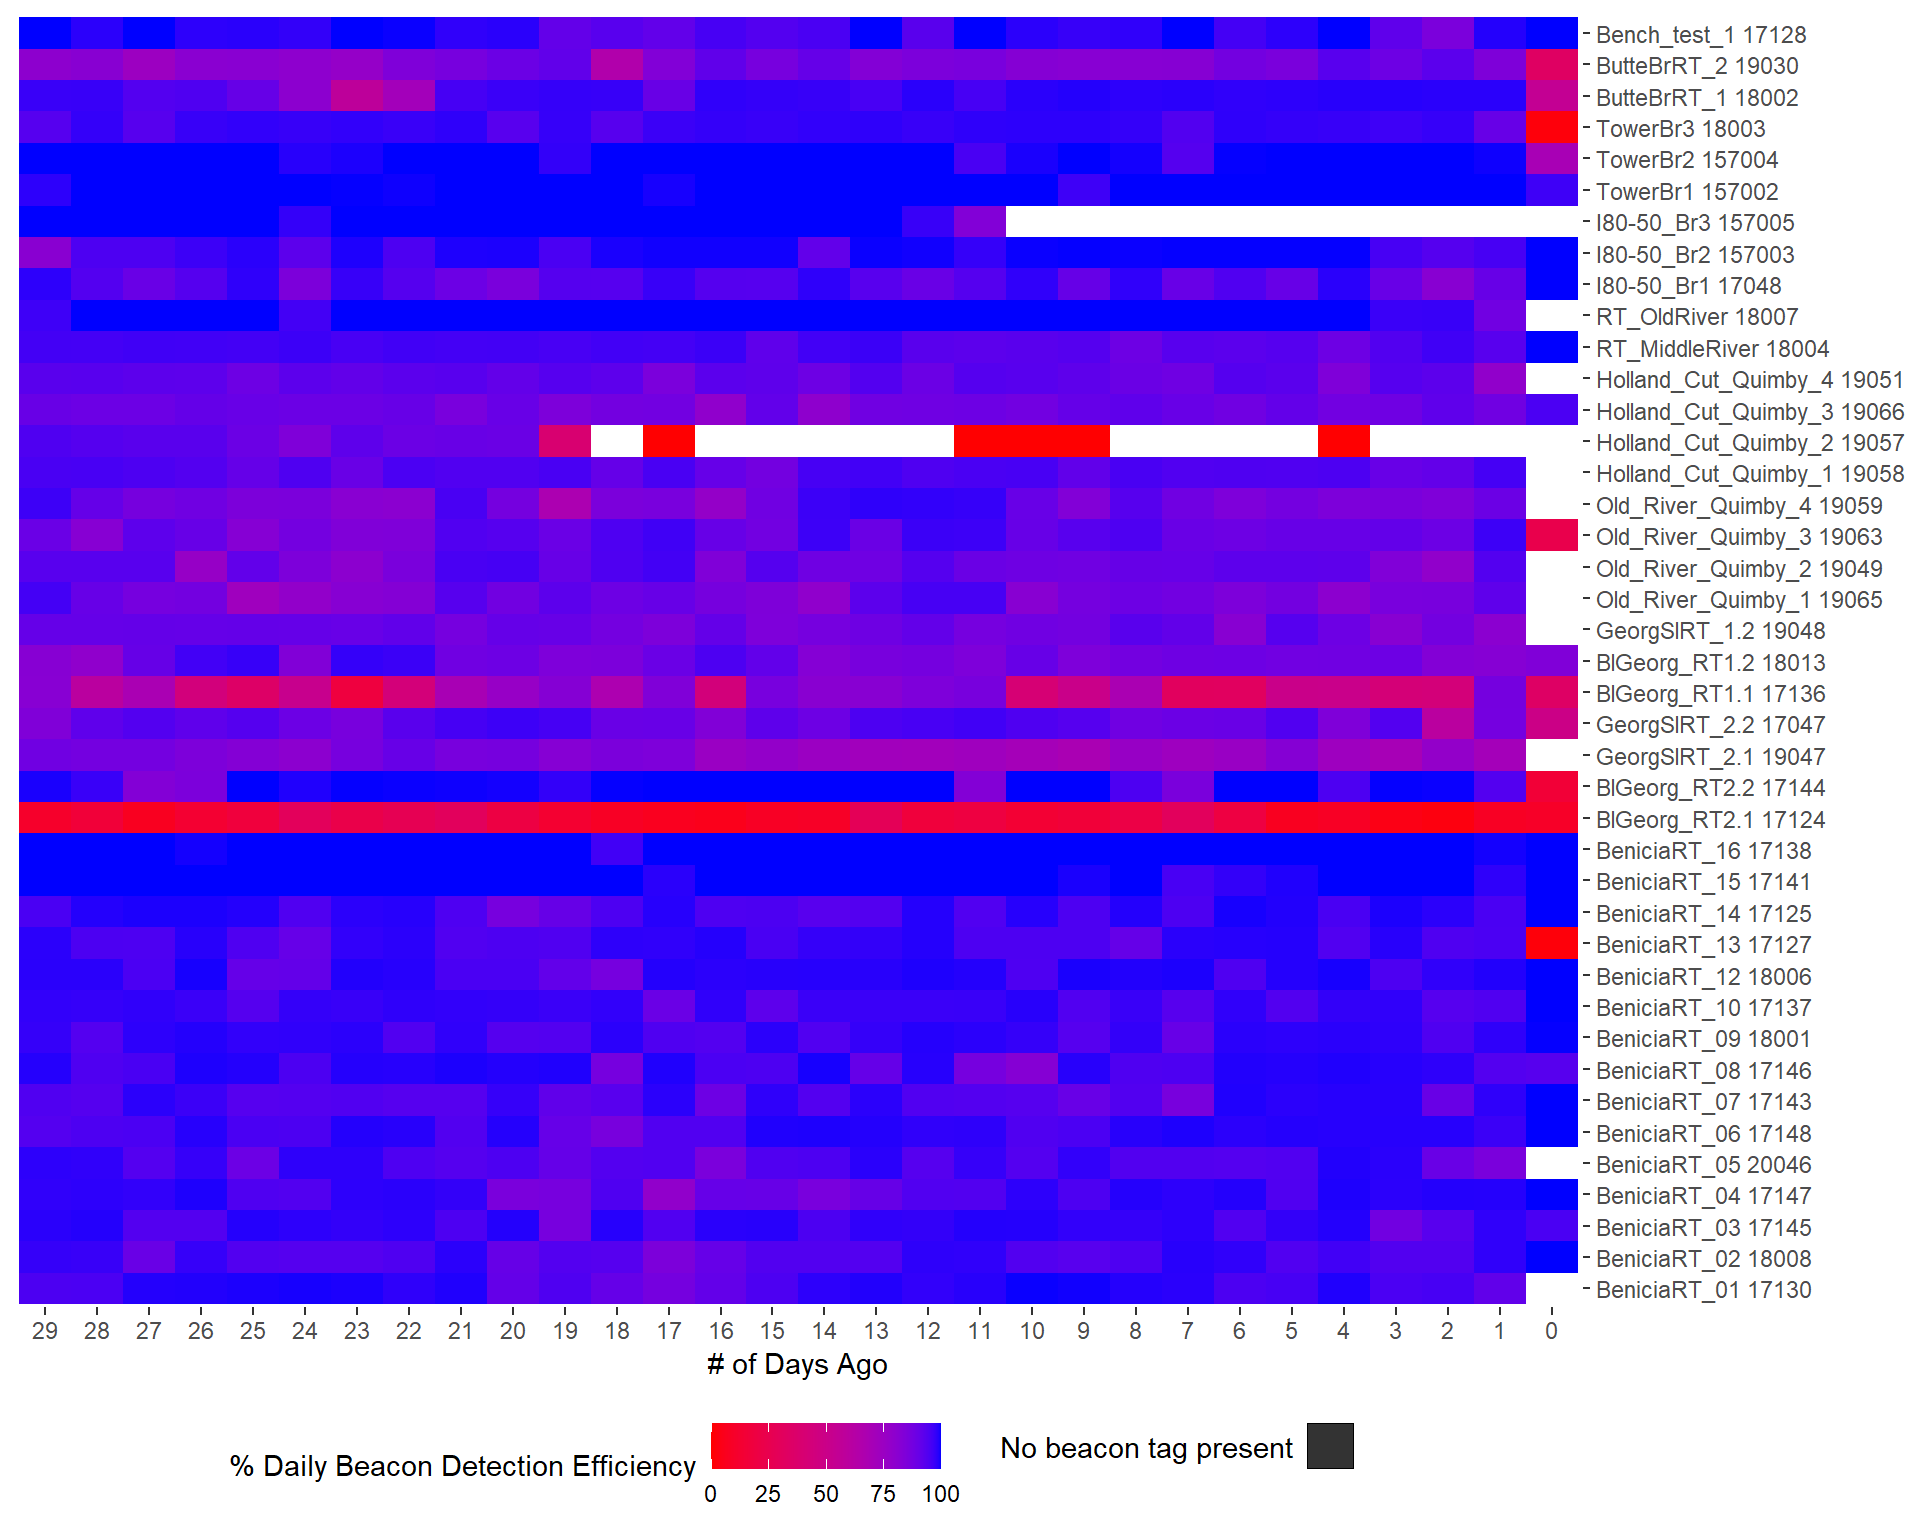 Bench_test_1 17128
ButteBrRT_2 19030
ButteBrRT_1 18002
TowerBr3 18003
TowerBr2 157004
TowerBr1 157002
I80-50_Br3 157005
I80-50_Br2 157003
I80-50_Br1 17048
RT_OldRiver 18007
RT_MiddleRiver 18004
Holland_Cut_Quimby_4 19051
Holland_Cut_Quimby_3 19066
Holland_Cut_Quimby_2 19057
Holland_Cut_Quimby_1 19058
Old_River_Quimby_4 19059
Old_River_Quimby_3 19063
Old_River_Quimby_2 19049
Old_River_Quimby_1 19065
GeorgSlRT_1.2 19048
BlGeorg_RT1.2 18013
BlGeorg_RT1.1 17136
GeorgSlRT_2.2 17047
GeorgSlRT_2.1 19047
BlGeorg_RT2.2 17144
BlGeorg_RT2.1 17124
BeniciaRT_16 17138
BeniciaRT_15 17141
BeniciaRT_14 17125
BeniciaRT_13 17127
BeniciaRT_12 18006
BeniciaRT_10 17137
BeniciaRT_09 18001
BeniciaRT_08 17146
BeniciaRT_07 17143
BeniciaRT_06 17148
BeniciaRT_05 20046
BeniciaRT_04 17147
BeniciaRT_03 17145
BeniciaRT_02 18008
BeniciaRT_01 17130
29 28 27 26 25 24 23 22 21 20 19 18 17 16 15 14 13 12 11 10 9 8 7 6 5 4 3 2 1 0
# of Days Ago
% Daily Beacon Detection Efficiency
0 25 50 75 100
No beacon tag present